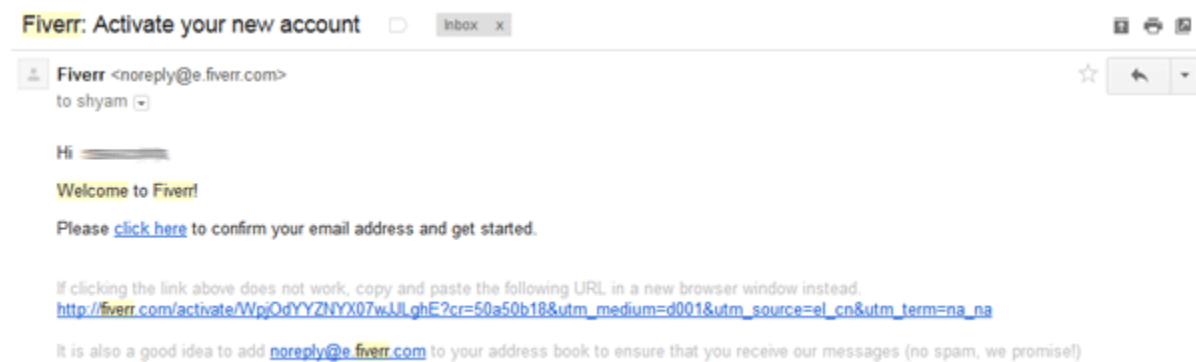 Fiverr: Activate your new account Inbox x
Fiverr <noreply@e.fiverr.com>
to shyam
Hi
Welcome to Fiverr!
Please click here to confirm your email address and get started.
If clicking the link above does not work, copy and paste the following URL in a new browser window instead.
http://fiverr.com/activate/WpjOdYYZNYX07wJJLghE?cr=50a50b18&utm_medium=d001&utm_source=el_cn&utm_term=na_na
It is also a good idea to add noreply@e.fiverr.com to your address book to ensure that you receive our messages (no spam, we promise!)